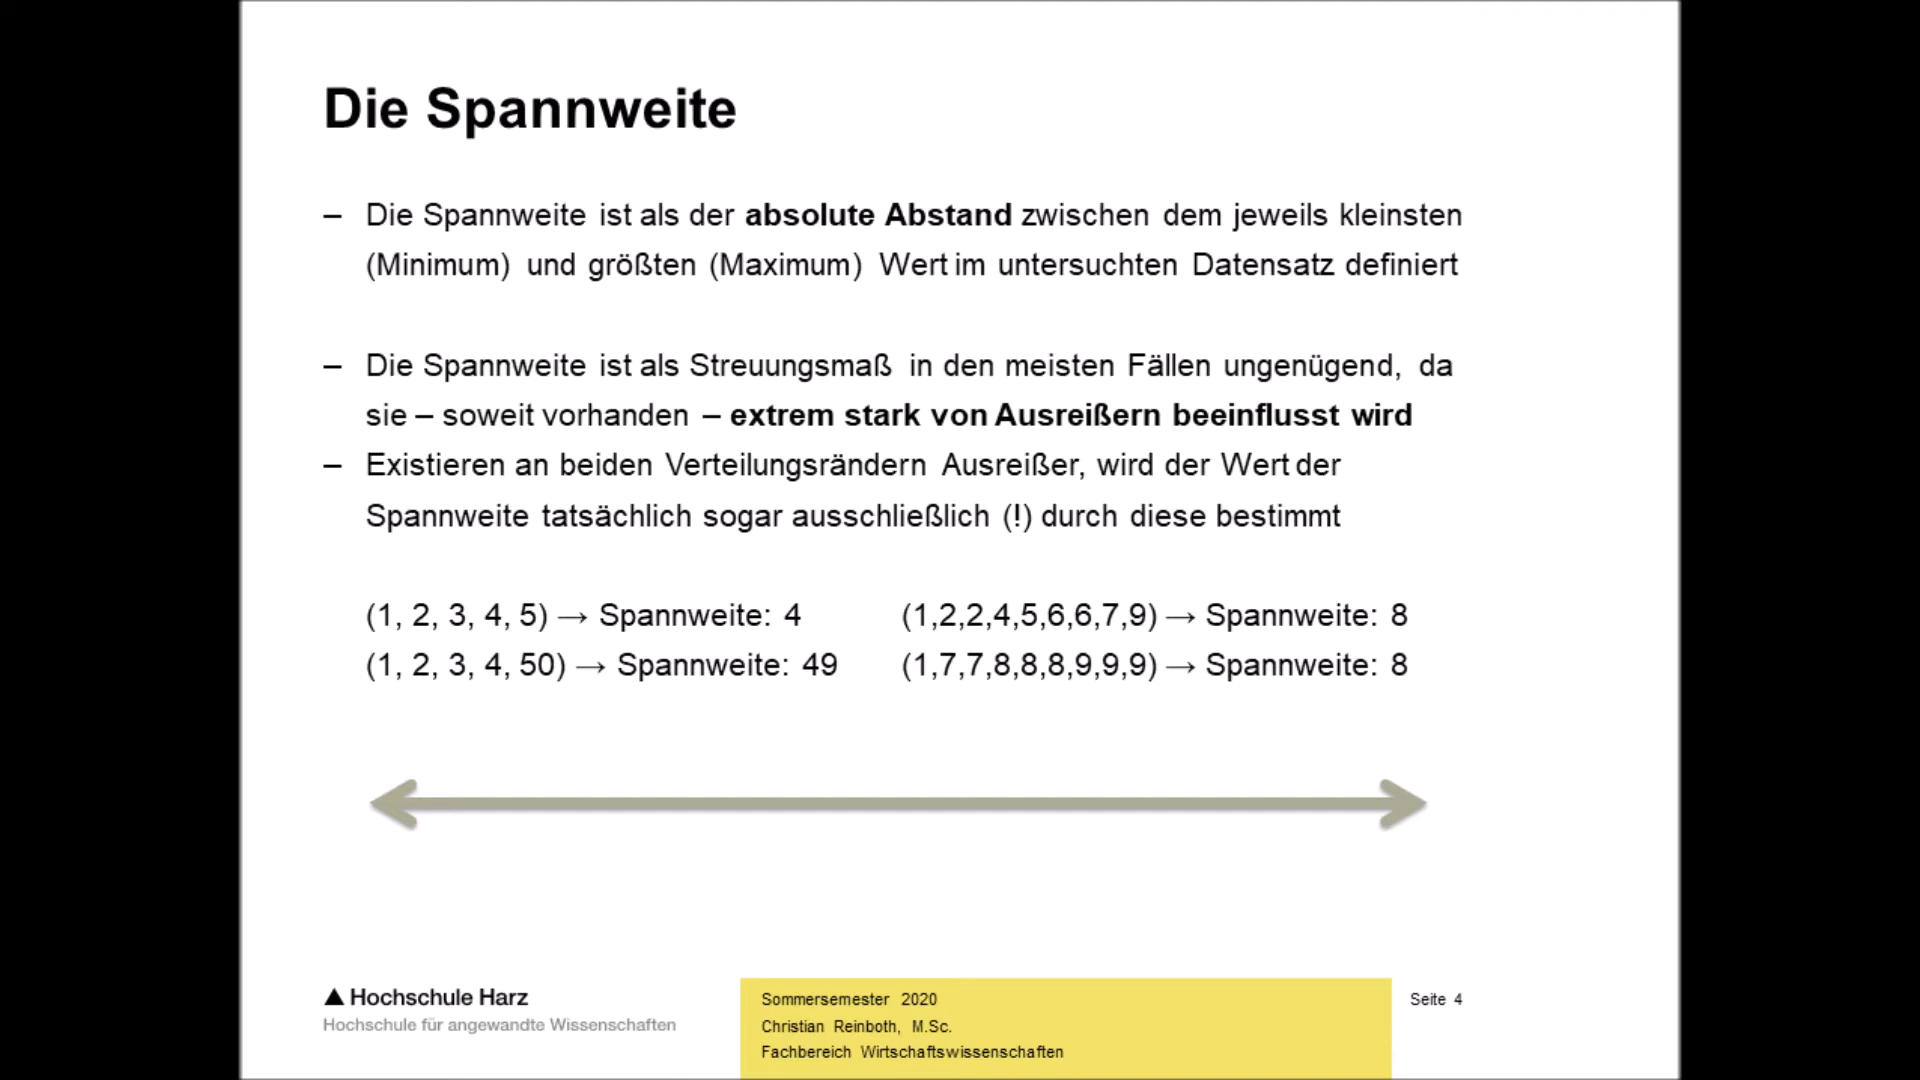 Die Spannweite
– Die Spannweite ist als der absolute Abstand zwischen dem jeweils kleinsten
(Minimum) und größten (Maximum) Wert im untersuchten Datensatz definiert
– Die Spannweite ist als Streuungsmaß in den meisten Fällen ungenügend, da
sie – soweit vorhanden – extrem stark von Ausreißern beeinflusst wird
– Existieren an beiden Verteilungsrändern Ausreißer, wird der Wert der
Spannweite tatsächlich sogar ausschließlich (!) durch diese bestimmt
(1, 2, 3, 4, 5) → Spannweite: 4
(1, 2, 3, 4, 50) → Spannweite: 49
(1,2,2,4,5,6,6,7,9) → Spannweite: 8
(1,7,7,8,8,8,9,9,9) → Spannweite: 8
Hochschule Harz
Hochschule für angewandte Wissenschaften
Sommersemester 2020
Christian Reinboth, M.Sc.
Fachbereich Wirtschaftswissenschaften
Seite 4